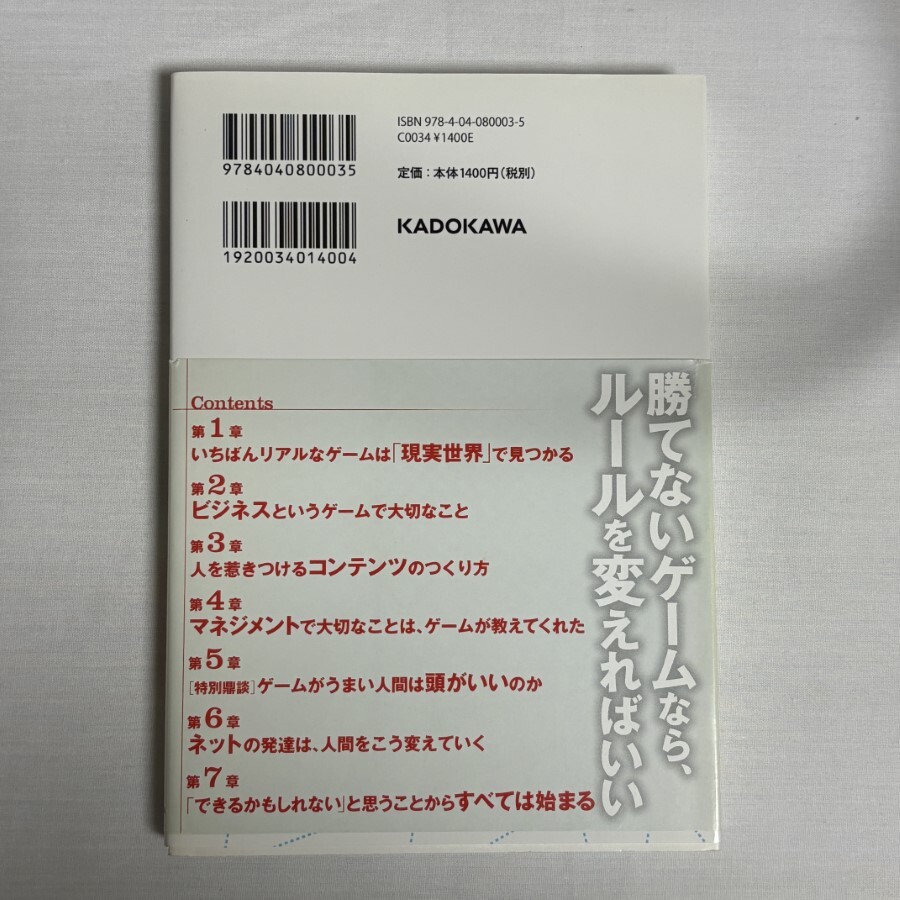 9784040800035
ISBN 978-4-04-080003-5
C0034 ¥1400E
定価：本体1400円(税別)
1920034014004
KADOKAWA
勝てないゲームなら、
ルールを変えればいい
Contents
第1章
いちばんリアルなゲームは「現実世界」で見つかる
第2章
ビジネスというゲームで大切なこと
第3章
人を惹きつけるコンテンツのつくり方
第4章
マネジメントで大切なことは、ゲームが教えてくれた
第5章
[特別鼎談]ゲームがうまい人間は頭がいいのか
第6章
ネットの発達は、人間をこう変えていく
第7章
「できるかもしれない」と思うことからすべては始まる